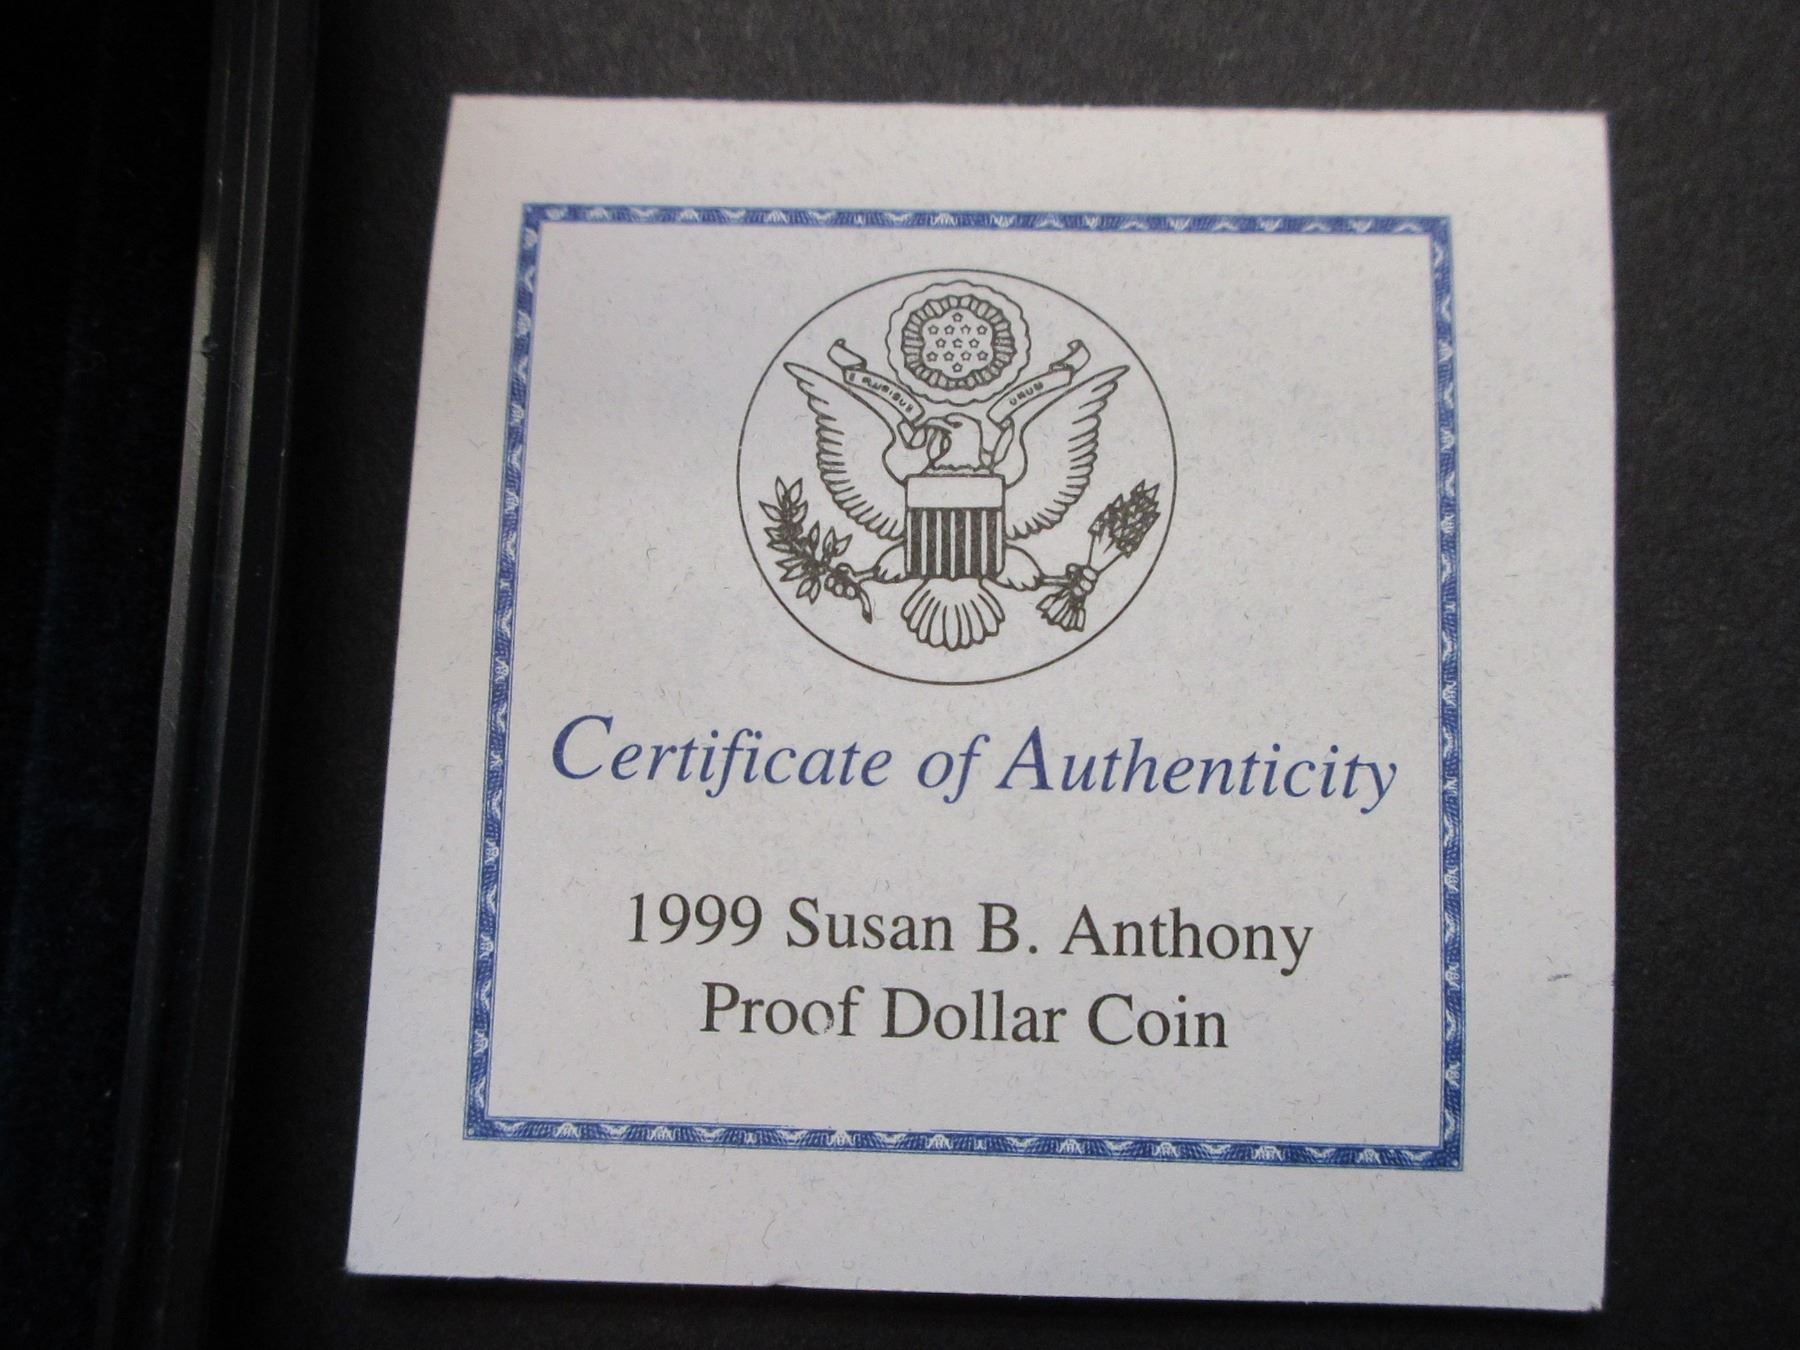 Certificate of Authenticity
1999 Susan B. Anthony
Proof Dollar Coin